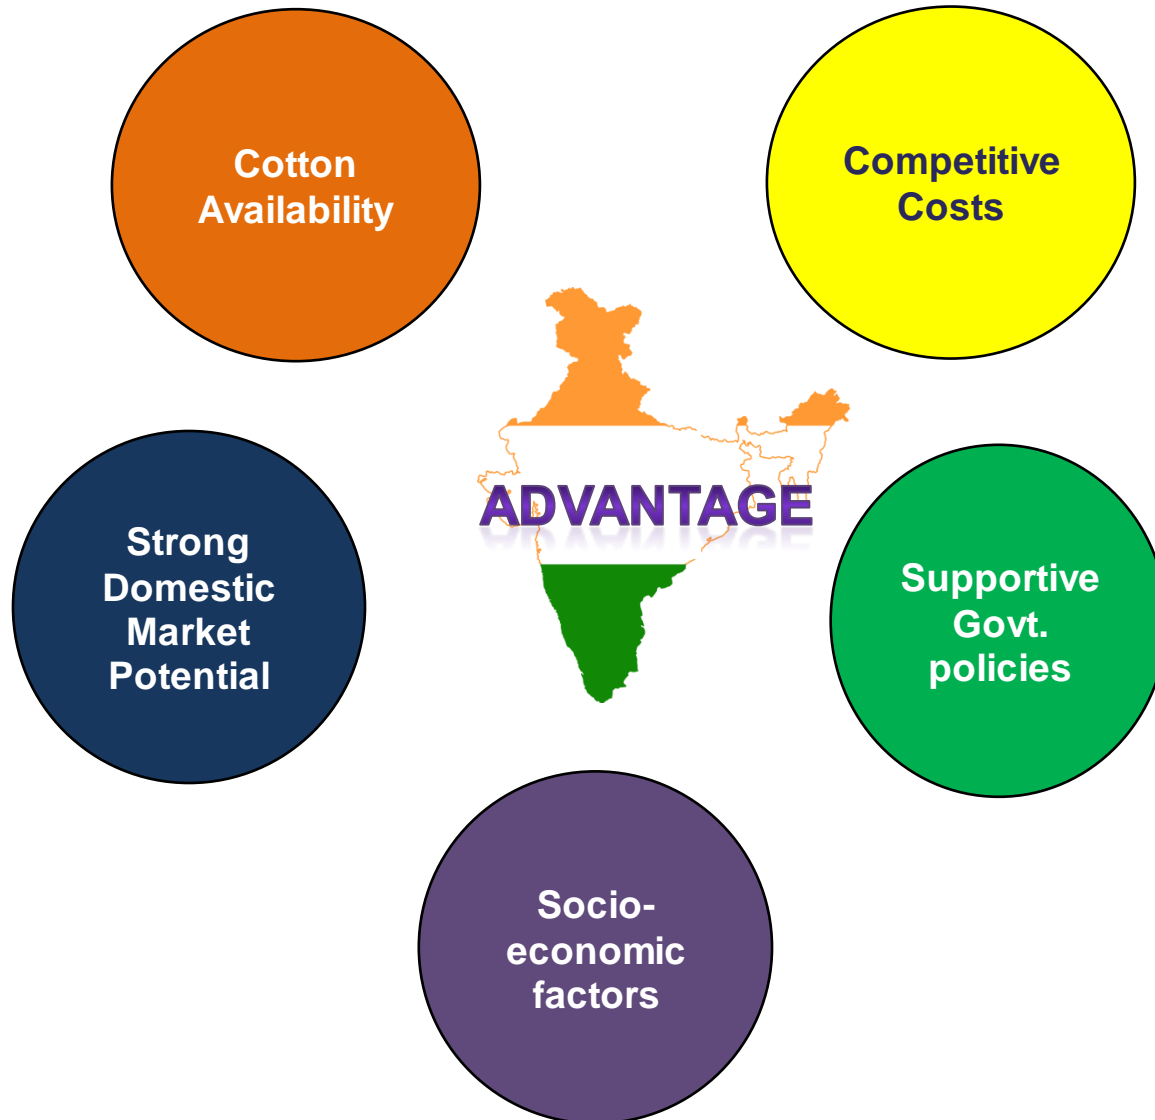 Cotton
Availability
Competitive
Costs
ADVANTAGE
Strong
Domestic
Market
Potential
Supportive
Govt.
policies
Socio-
economic
factors